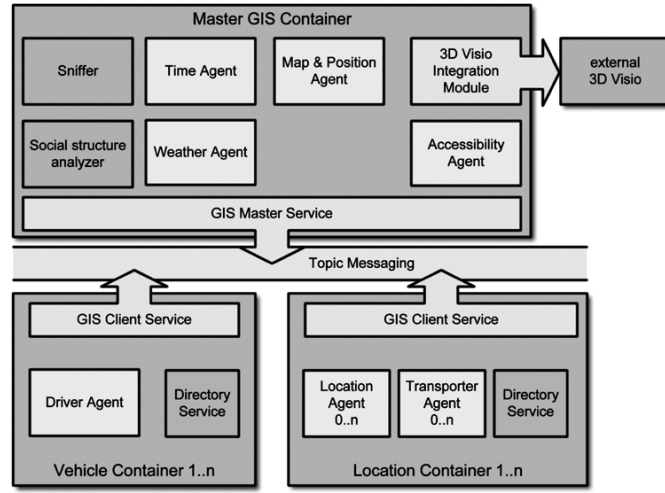 Master GIS Container
Sniffer
Time Agent
Map & Position
Agent
3D Visio
Integration
Module
external
3D Visio
Social structure
analyzer
Weather Agent
Accessibility
Agent
GIS Master Service
Topic Messaging
GIS Client Service
Driver Agent
Directory
Service
Vehicle Container 1..n
GIS Client Service
Location
Agent
0..n
Transporter
Agent
0..n
Directory
Service
Location Container 1..n